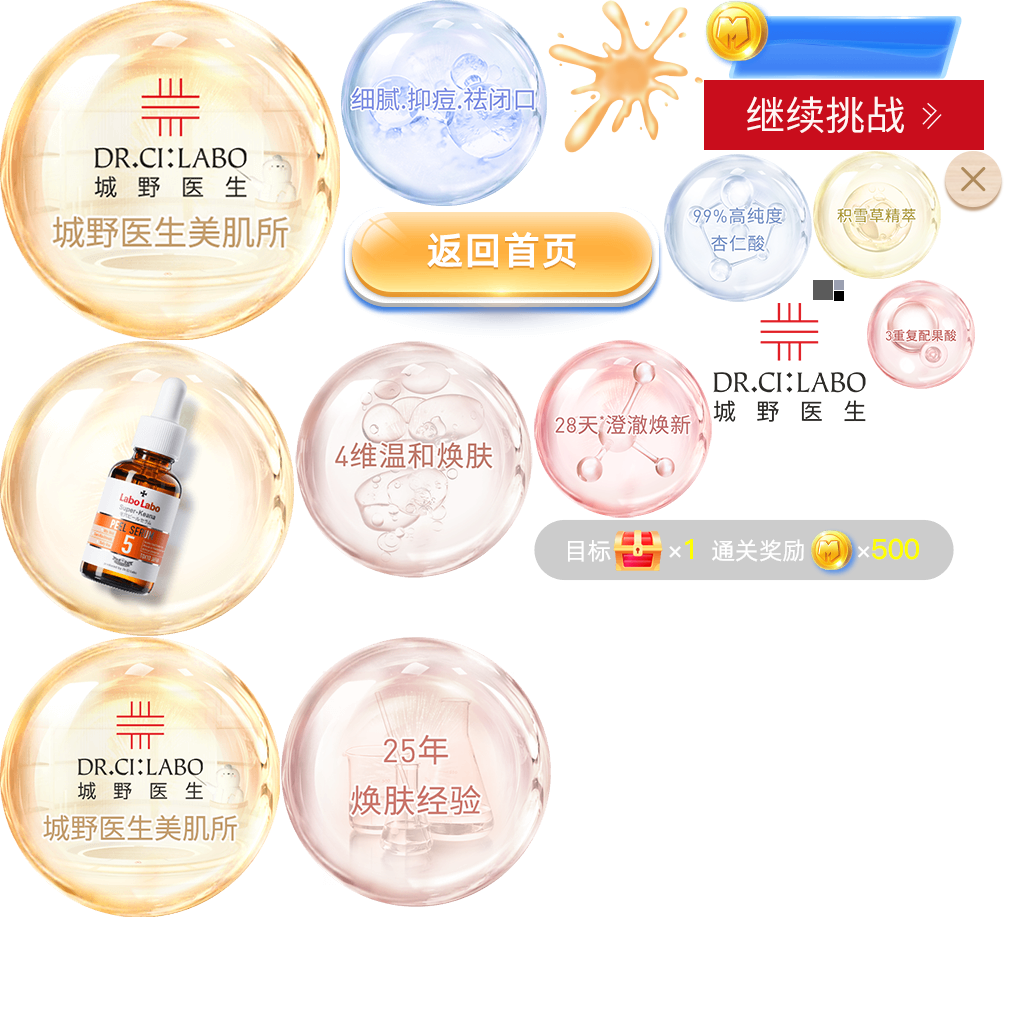 DR.CI:LABO
城野医生
城野医生美肌所
细腻.抑痘.祛闭口
继续挑战
返回首页
99%高纯度
杏仁酸
积雪草精萃
3重复配果酸
DR.CI:LABO
城野医生
Labo Labo
Super-Keana
PEEL SERUM
5
4维温和焕肤
28天 澄澈焕新
目标 ×1 通关奖励 ×500
DR.CI:LABO
城野医生
城野医生美肌所
25年
焕肤经验